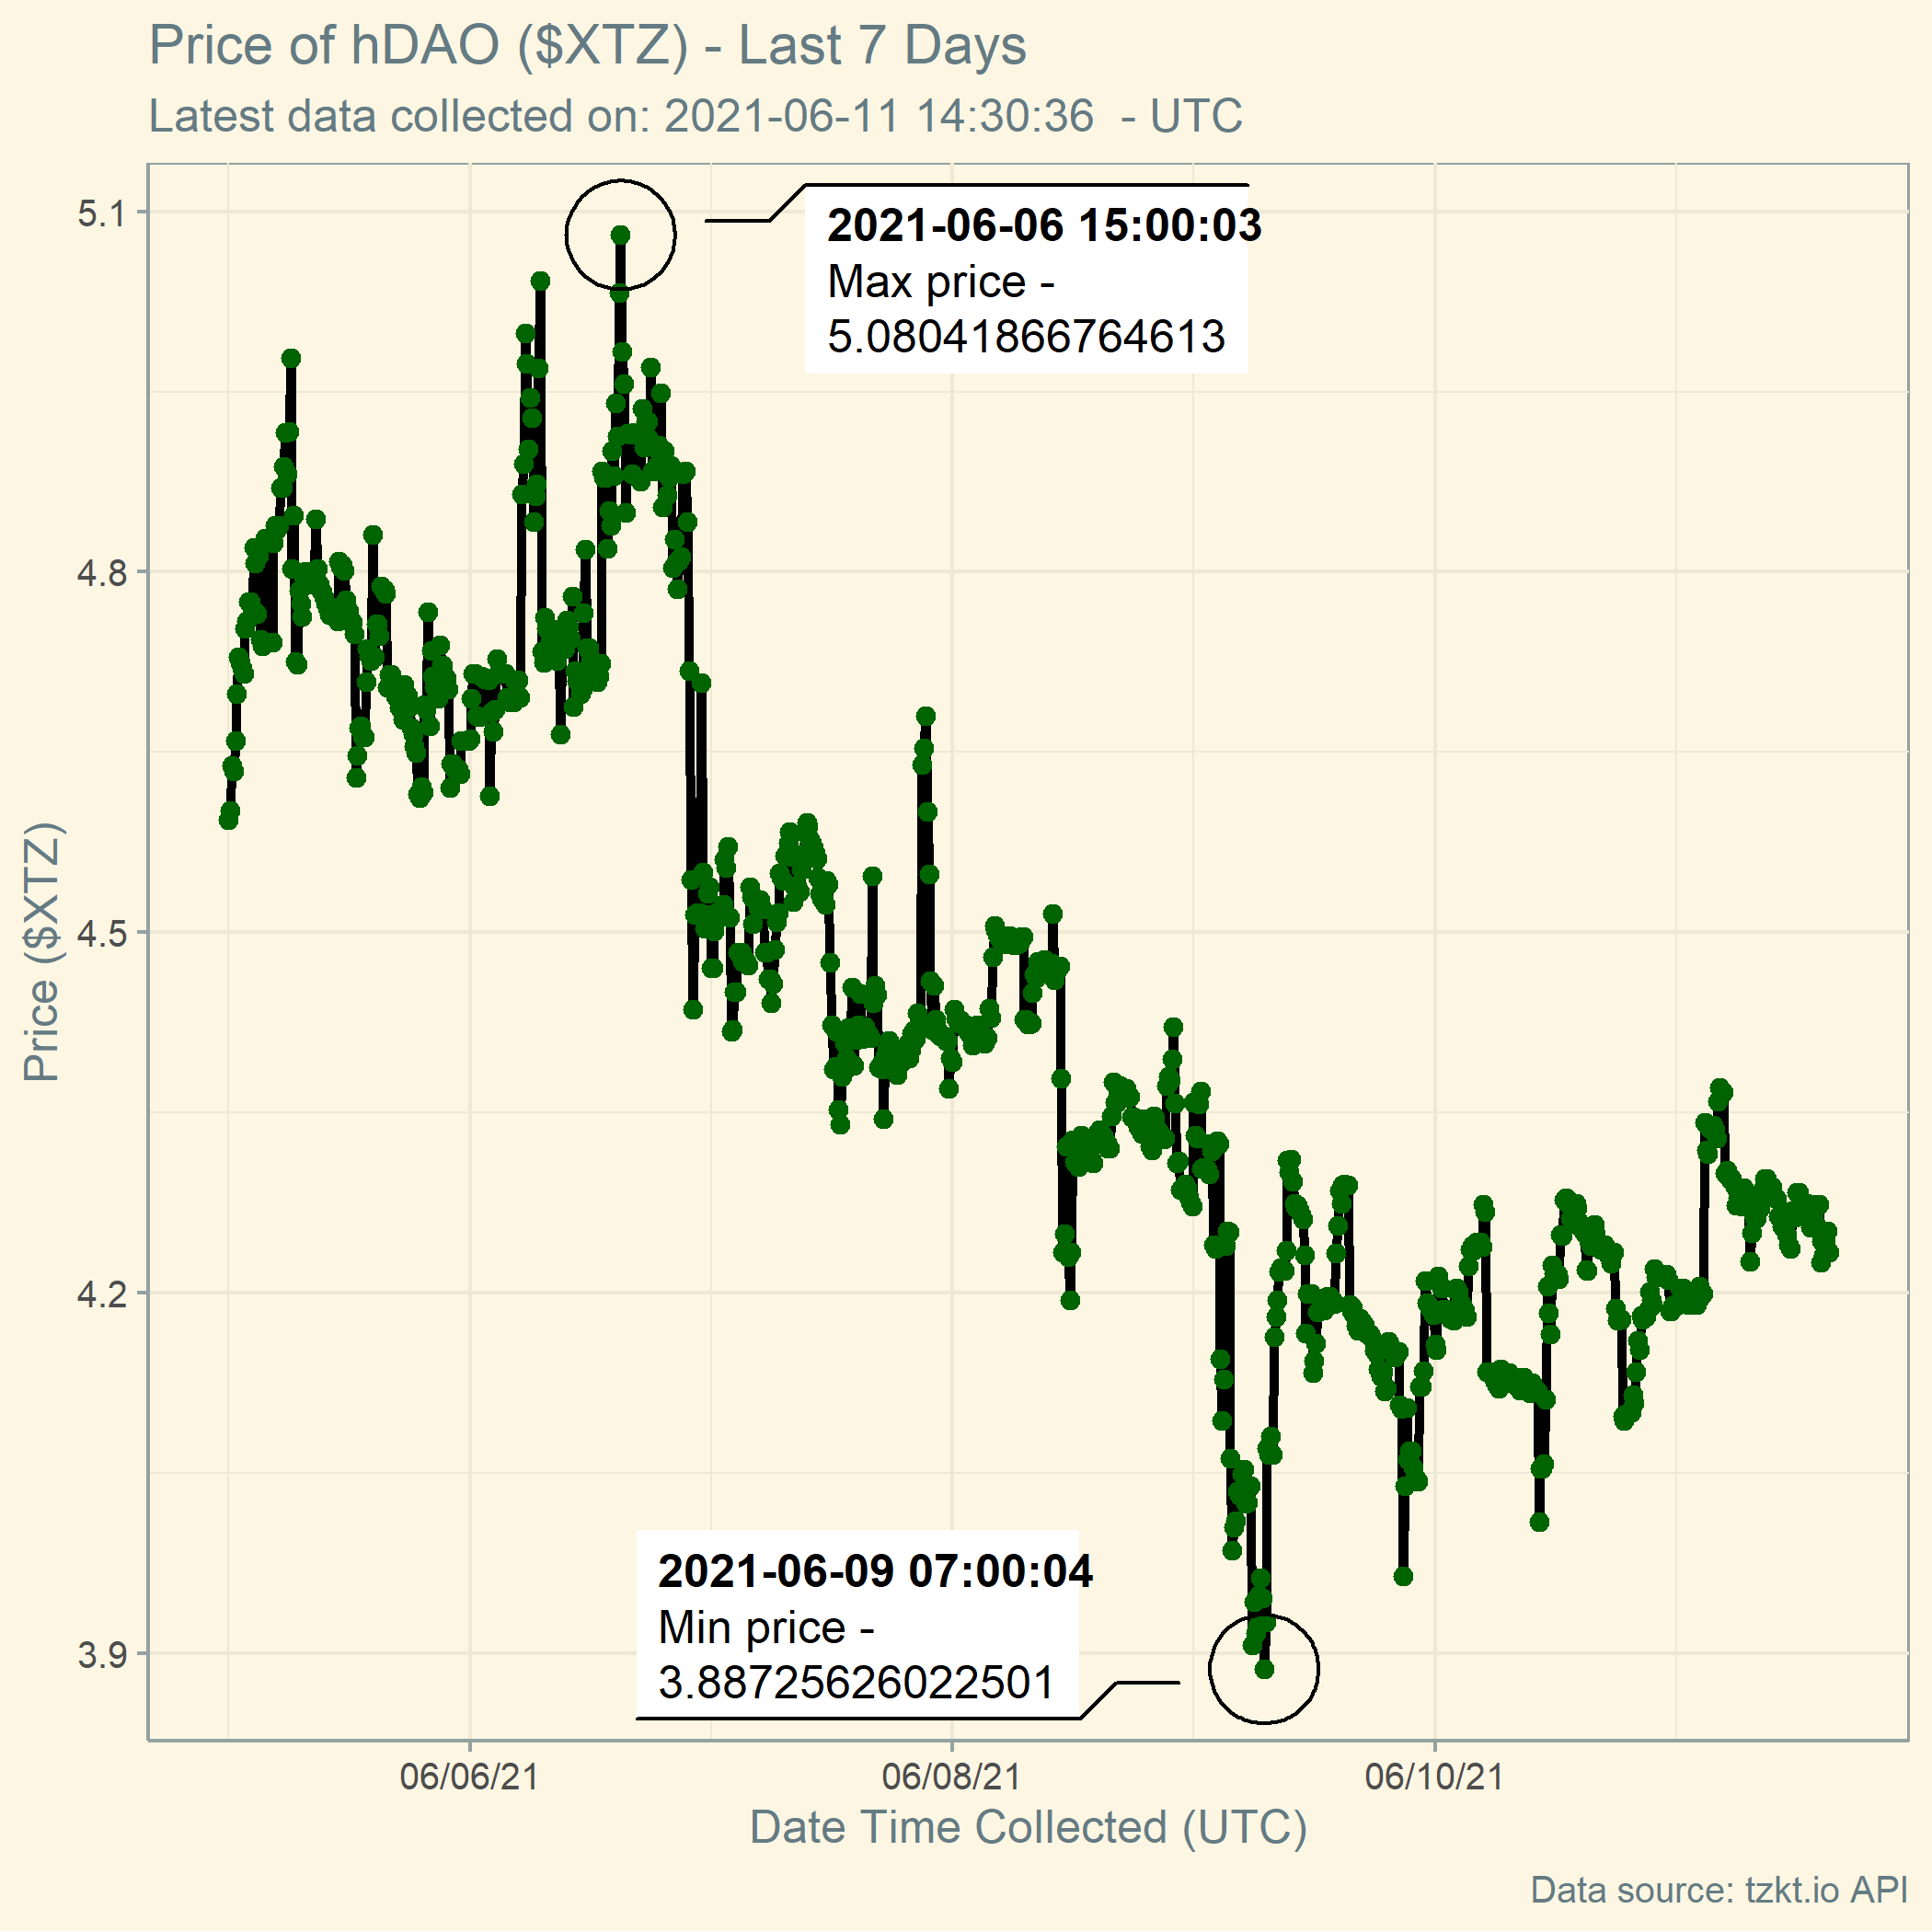 Price of hDAO ($XTZ) - Last 7 Days
Latest data collected on: 2021-06-11 14:30:36  - UTC
5.1
4.8
4.5
4.2
3.9
Price ($XTZ)
2021-06-06 15:00:03
Max price -
5.08041866764613
2021-06-09 07:00:04
Min price -
3.88725626022501
06/06/21
06/08/21
06/10/21
Date Time Collected (UTC)
Data source: tzkt.io API